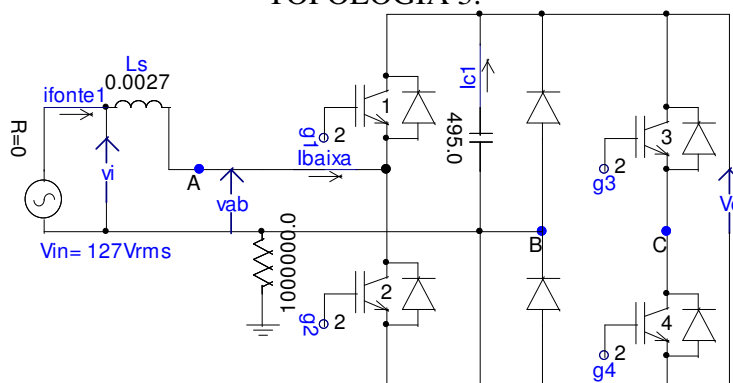 TOPOLOGIA 3.
Ls
0.0027
ifonte1
R=0
vi
A
vab
Vin= 127Vrms
0.0000001
g1
2
1
Ibaixa
g2
2
2
Ic1
495.0
B
C
g3
2
3
g4
2
4